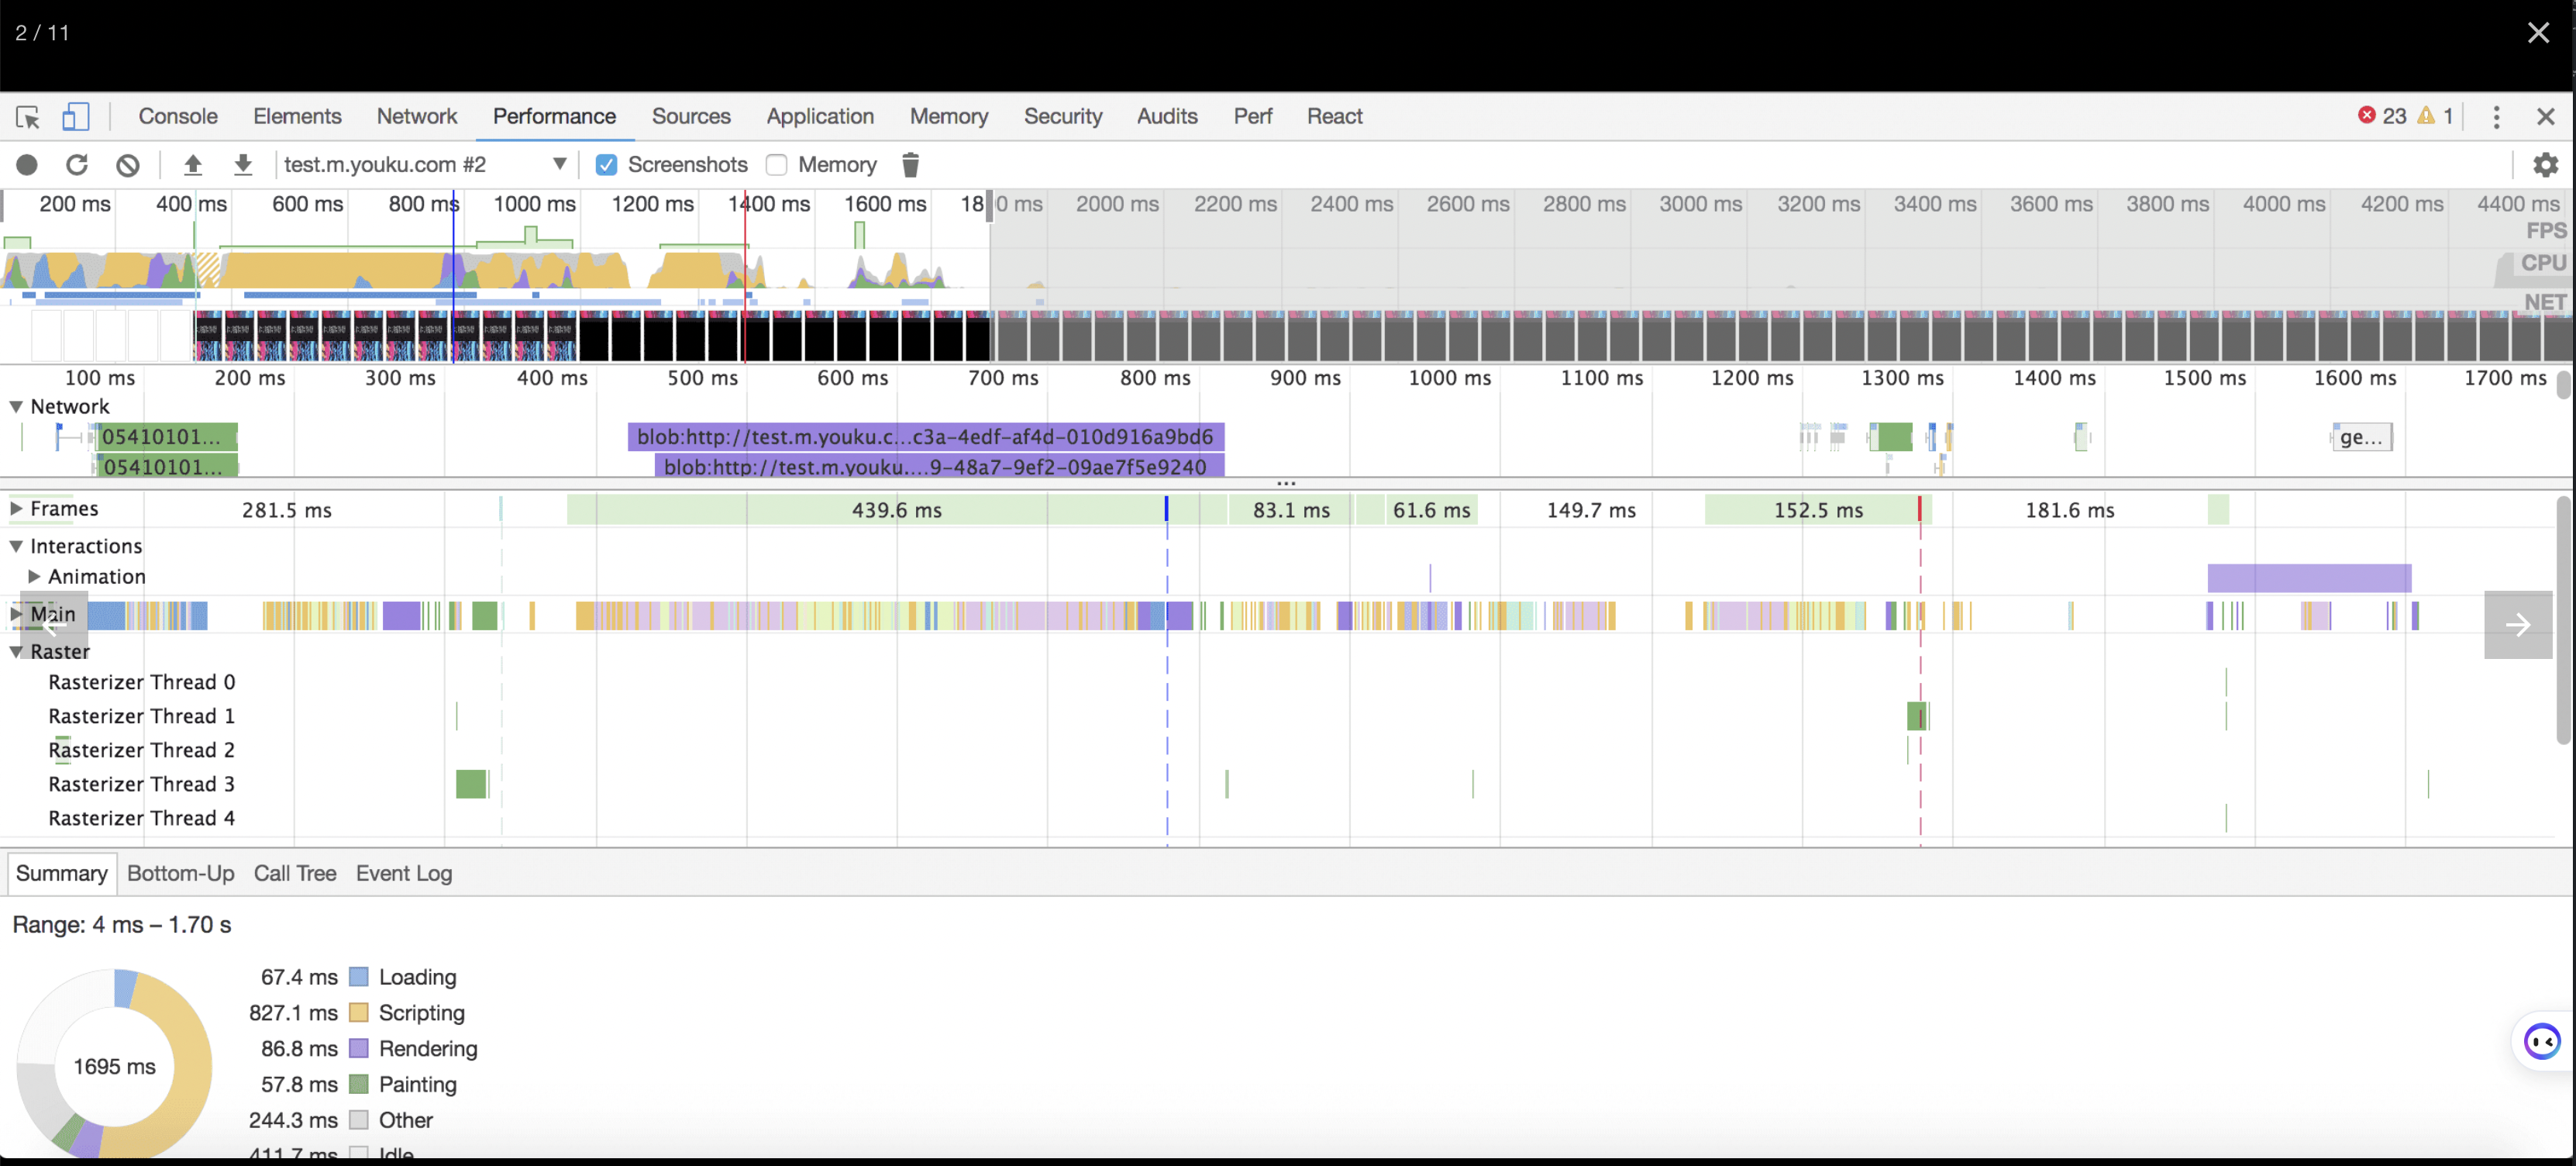 2 / 11
Console Elements Network Performance Sources Application Memory Security Audits Perf React 23 1
test.m.youku.com #2 Screenshots Memory
200 ms 400 ms 600 ms 800 ms 1000 ms 1200 ms 1400 ms 1600 ms 18 0 ms 2000 ms 2200 ms 2400 ms 2600 ms 2800 ms 3000 ms 3200 ms 3400 ms 3600 ms 3800 ms 4000 ms 4200 ms 4400 ms
FPS
CPU
NET
100 ms 200 ms 300 ms 400 ms 500 ms 600 ms 700 ms 800 ms 900 ms 1000 ms 1100 ms 1200 ms 1300 ms 1400 ms 1500 ms 1600 ms 1700 ms
Network
05410101... blob:http://test.m.youku.c...c3a-4edf-af4d-010d916a9bd6 ge...
05410101... blob:http://test.m.youku....9-48a7-9ef2-09ae7f5e9240
...
Frames 281.5 ms 439.6 ms 83.1 ms 61.6 ms 149.7 ms 152.5 ms 181.6 ms
Interactions
Animation
Main
Raster
Rasterizer Thread 0
Rasterizer Thread 1
Rasterizer Thread 2
Rasterizer Thread 3
Rasterizer Thread 4
Summary Bottom-Up Call Tree Event Log
Range: 4 ms – 1.70 s
67.4 ms Loading
827.1 ms Scripting
86.8 ms Rendering
1695 ms
57.8 ms Painting
244.3 ms Other
411.7 ms Idle